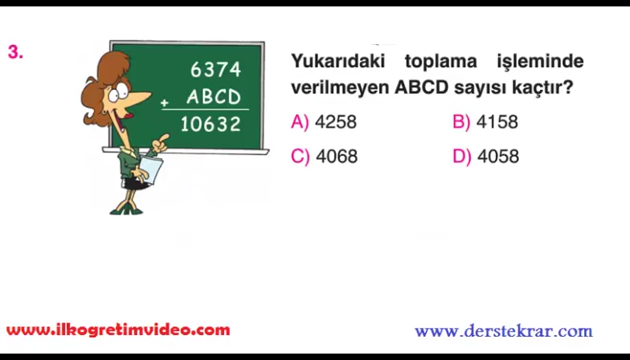 3.
6374
+ ABCD
10632
Yukarıdaki toplama işleminde
verilmeyen ABCD sayısı kaçtır?
A) 4258 B) 4158
C) 4068 D) 4058
www.ilkogretimvideo.com www.derstekrar.com